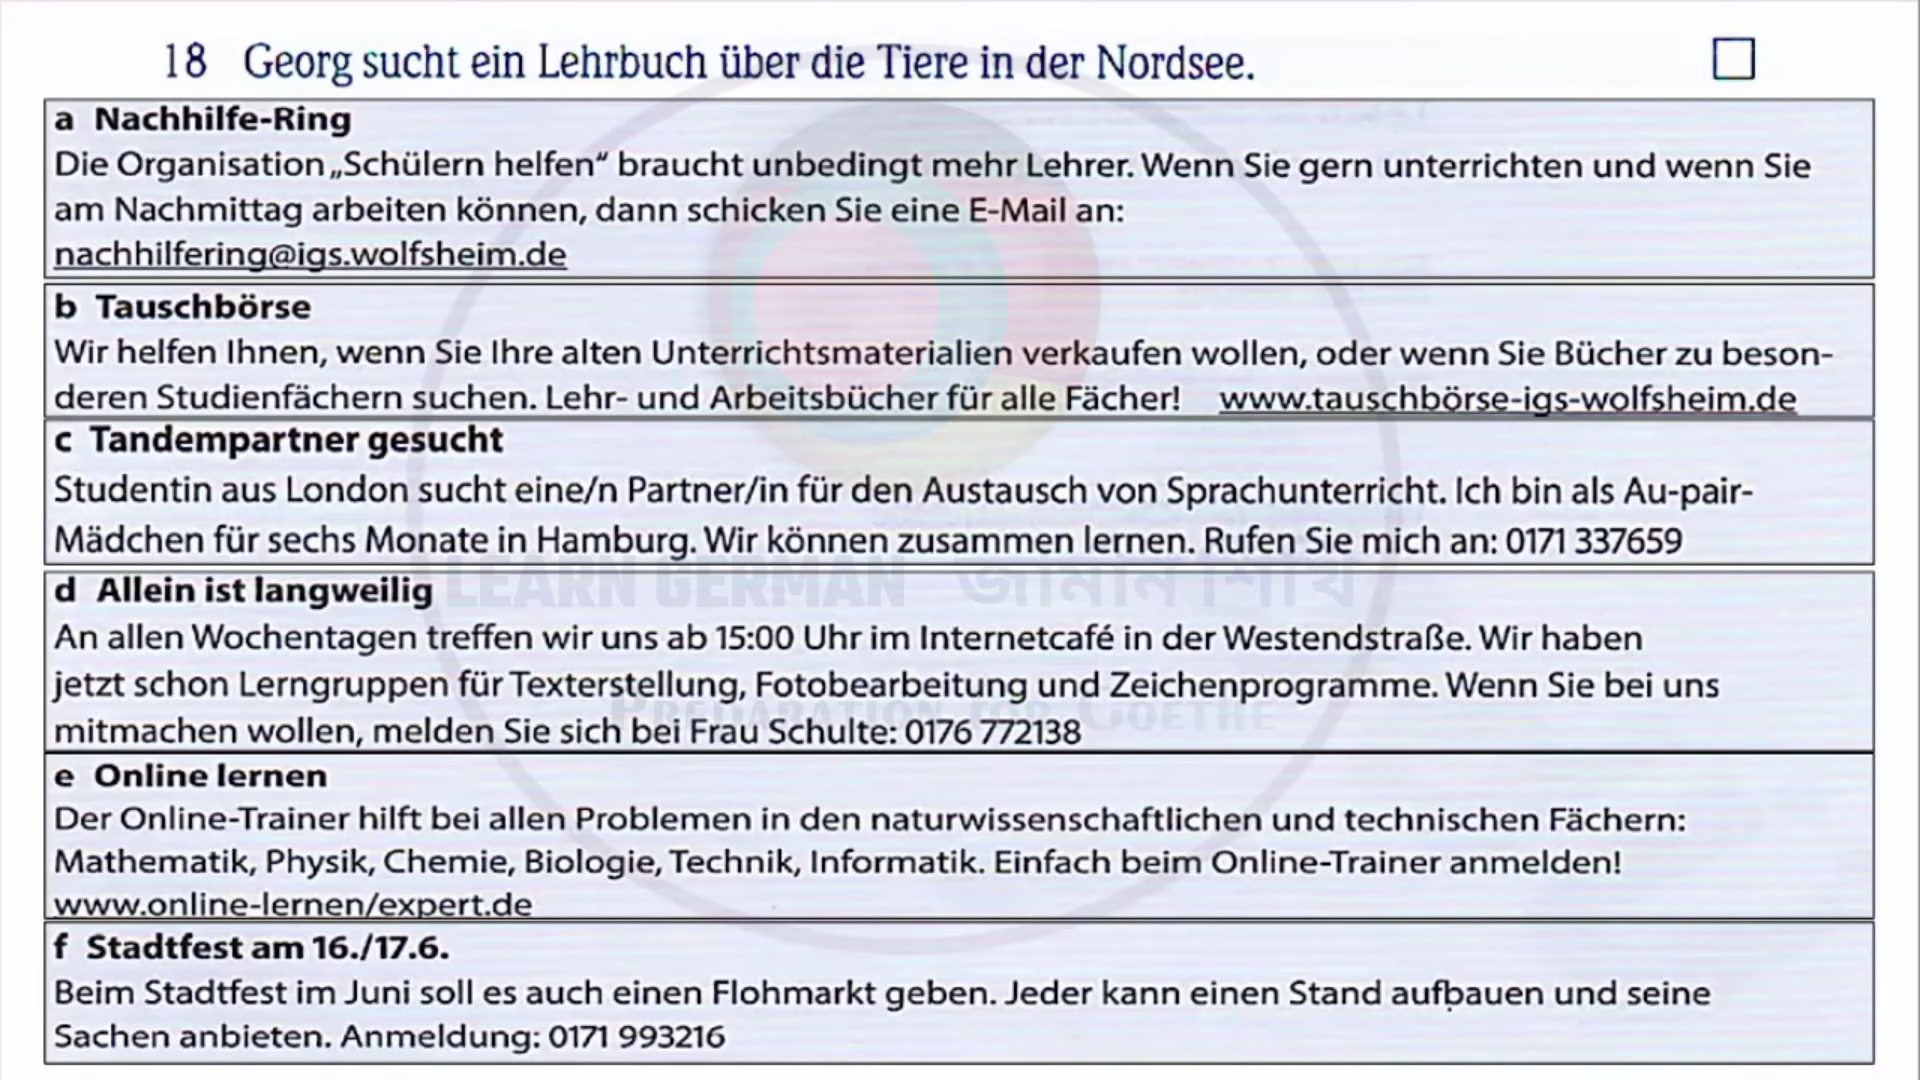 18 Georg sucht ein Lehrbuch über die Tiere in der Nordsee.
a Nachhilfe-Ring
Die Organisation „Schülern helfen“ braucht unbedingt mehr Lehrer. Wenn Sie gern unterrichten und wenn Sie
am Nachmittag arbeiten können, dann schicken Sie eine E-Mail an:
nachhilfering@igs.wolfsheim.de
b Tauschbörse
Wir helfen Ihnen, wenn Sie Ihre alten Unterrichtsmaterialien verkaufen wollen, oder wenn Sie Bücher zu beson-
deren Studienfächern suchen. Lehr- und Arbeitsbücher für alle Fächer! www.tauschbörse-igs-wolfsheim.de
c Tandempartner gesucht
Studentin aus London sucht eine/n Partner/in für den Austausch von Sprachunterricht. Ich bin als Au-pair-
Mädchen für sechs Monate in Hamburg. Wir können zusammen lernen. Rufen Sie mich an: 0171 337659
LEARN GERMAN জার্মান শিখি
d Allein ist langweilig
An allen Wochentagen treffen wir uns ab 15:00 Uhr im Internetcafé in der Westendstraße. Wir haben
jetzt schon Lerngruppen für Texterstellung, Fotobearbeitung und Zeichenprogramme. Wenn Sie bei uns
PREPARATION FOR GOETHE
mitmachen wollen, melden Sie sich bei Frau Schulte: 0176 772138
e Online lernen
Der Online-Trainer hilft bei allen Problemen in den naturwissenschaftlichen und technischen Fächern:
Mathematik, Physik, Chemie, Biologie, Technik, Informatik. Einfach beim Online-Trainer anmelden!
www.online-lernen/expert.de
f Stadtfest am 16./17.6.
Beim Stadtfest im Juni soll es auch einen Flohmarkt geben. Jeder kann einen Stand aufbauen und seine
Sachen anbieten. Anmeldung: 0171 993216